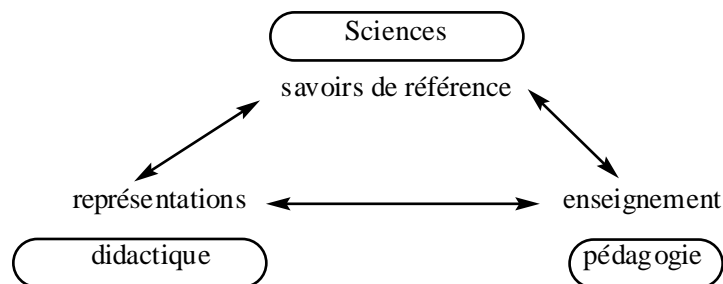 Sciences
savoirs de référence
représentations enseignement
didactique pédagogie